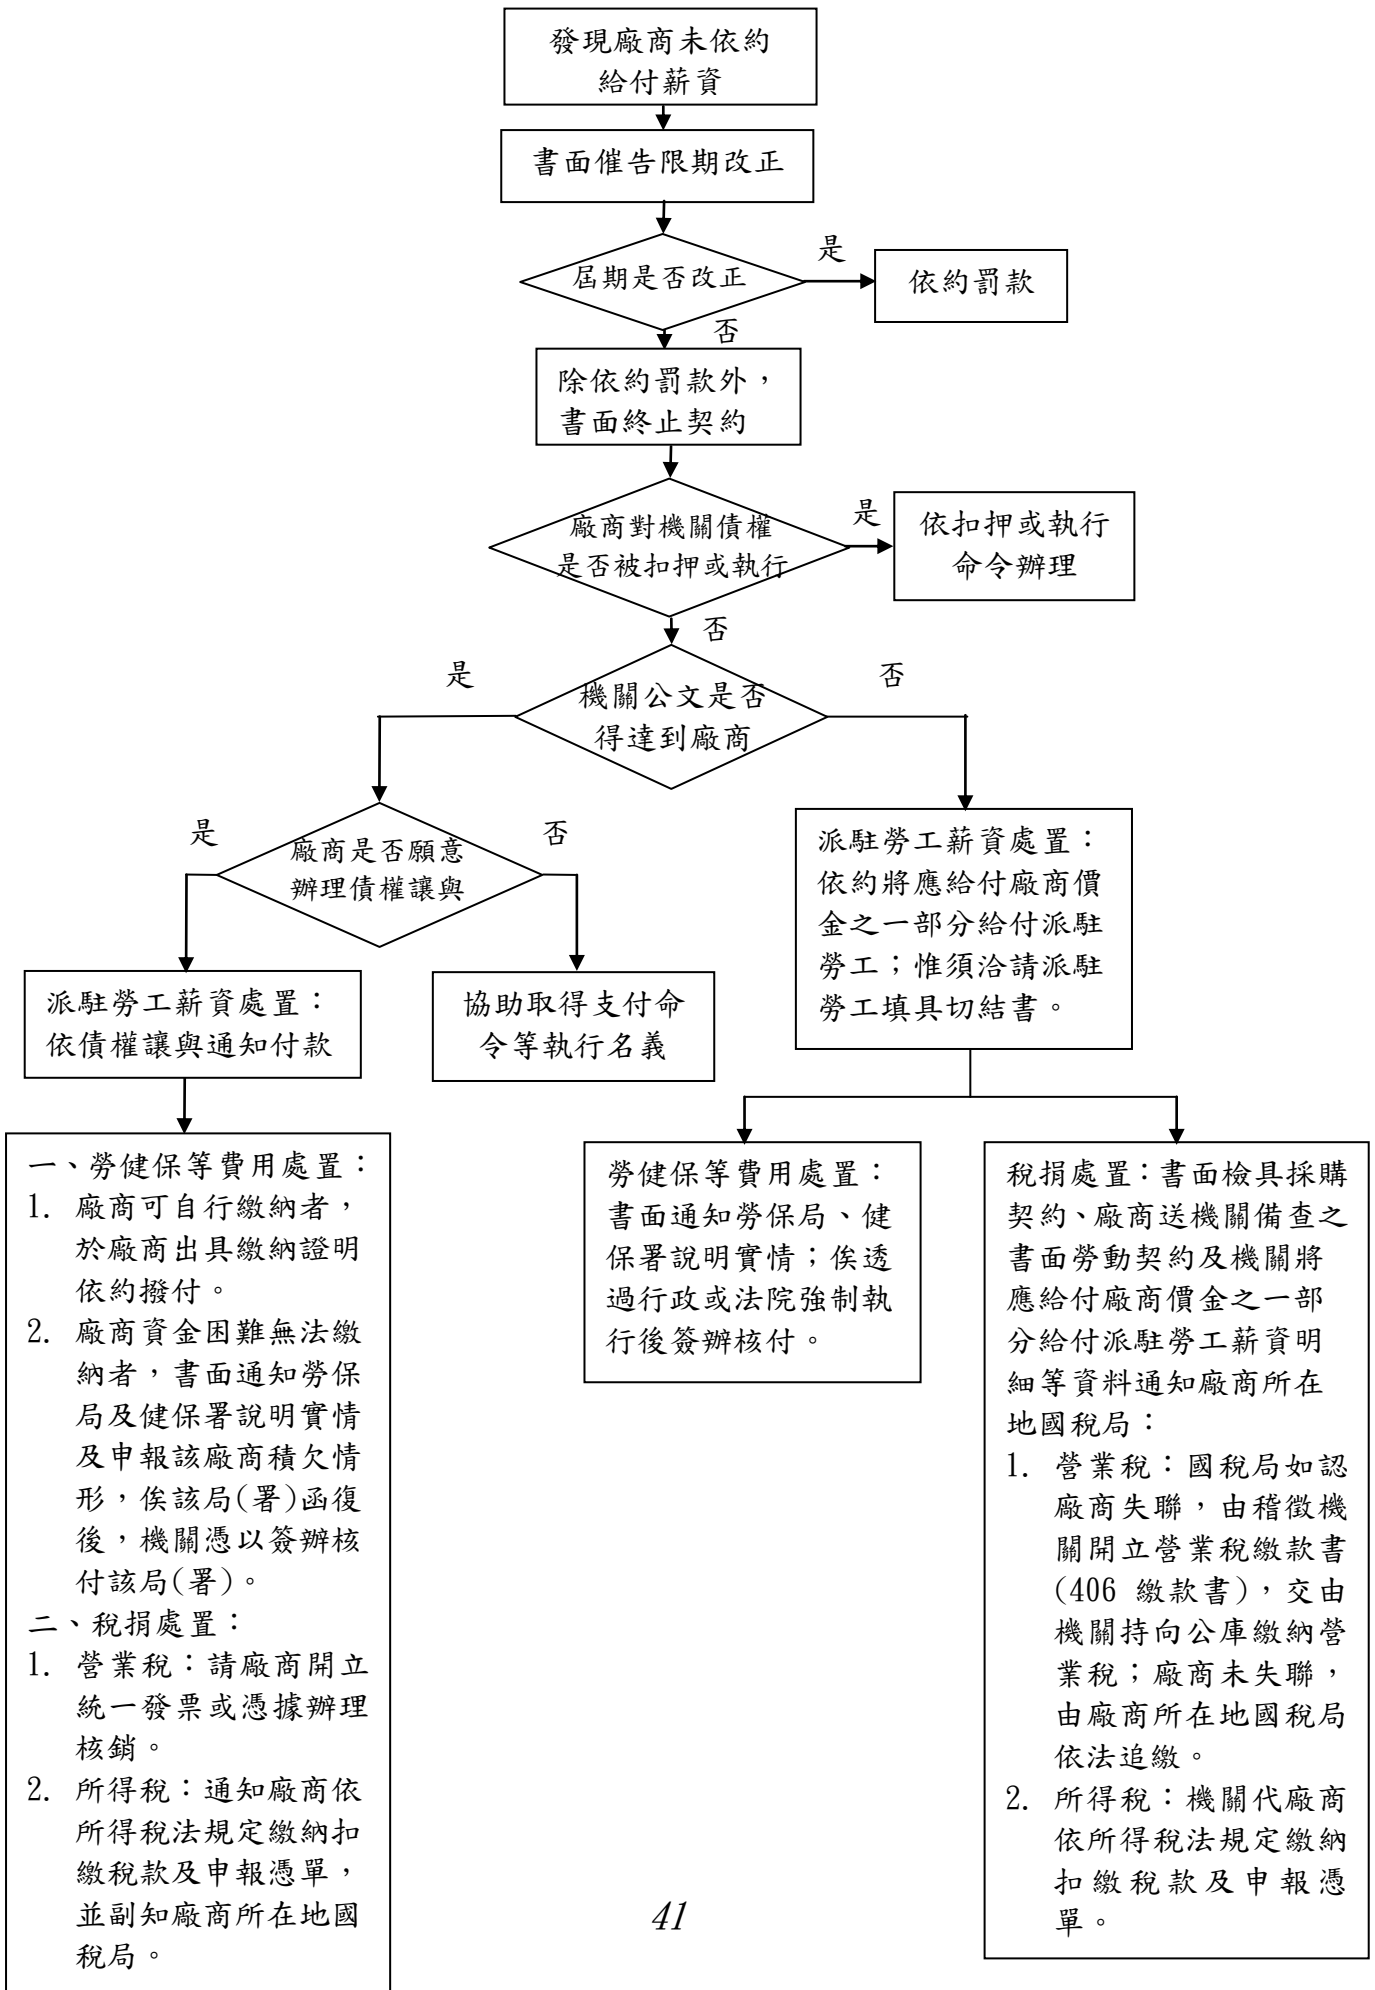 發現廠商未依約
給付薪資
書面催告限期改正
屆期是否改正
是
依約罰款
否
除依約罰款外，
書面終止契約
廠商對機關債權
是否被扣押或執行
是
依扣押或執行
命令辦理
否
機關公文是否
得達到廠商
是
否
廠商是否願意
辦理債權讓與
是
否
派駐勞工薪資處置：
依債權讓與通知付款
協助取得支付命
令等執行名義
派駐勞工薪資處置：
依約將應給付廠商價
金之一部分給付派駐
勞工；惟須洽請派駐
勞工填具切結書。
一、勞健保等費用處置：
1. 廠商可自行繳納者，
於廠商出具繳納證明
依約撥付。
2. 廠商資金困難無法繳
納者，書面通知勞保
局及健保署說明實情
及申報該廠商積欠情
形，俟該局(署)函復
後，機關憑以簽辦核
付該局(署)。
二、稅捐處置：
1. 營業稅：請廠商開立
統一發票或憑據辦理
核銷。
2. 所得稅：通知廠商依
所得稅法規定繳納扣
繳稅款及申報憑單，
並副知廠商所在地國
稅局。
勞健保等費用處置：
書面通知勞保局、健
保署說明實情；俟透
過行政或法院強制執
行後簽辦核付。
稅捐處置：書面檢具採購
契約、廠商送機關備查之
書面勞動契約及機關將
應給付廠商價金之一部
分給付派駐勞工薪資明
細等資料通知廠商所在
地國稅局：
1. 營業稅：國稅局如認
廠商失聯，由稽徵機
關開立營業稅繳款書
(406 繳款書)，交由
機關持向公庫繳納營
業稅；廠商未失聯，
由廠商所在地國稅局
依法追繳。
2. 所得稅：機關代廠商
依所得稅法規定繳納
扣繳稅款及申報憑
單。
41